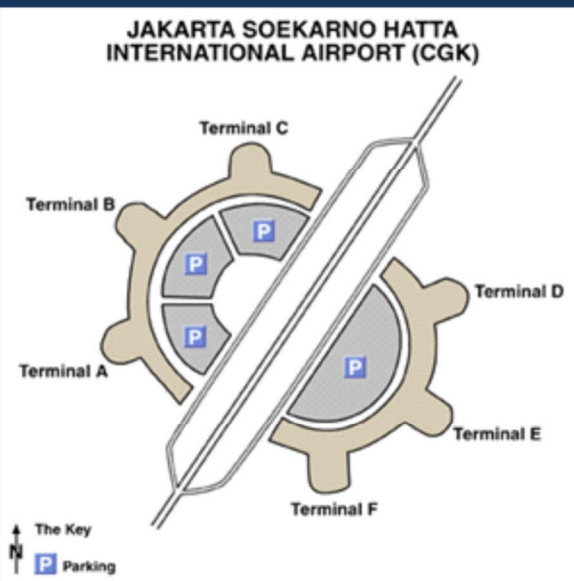 JAKARTA SOEKARNO HATTA
INTERNATIONAL AIRPORT (CGK)
Terminal C
Terminal B
P
P
Terminal D
P
P
Terminal A
Terminal E
Terminal F
The Key
N
P Parking